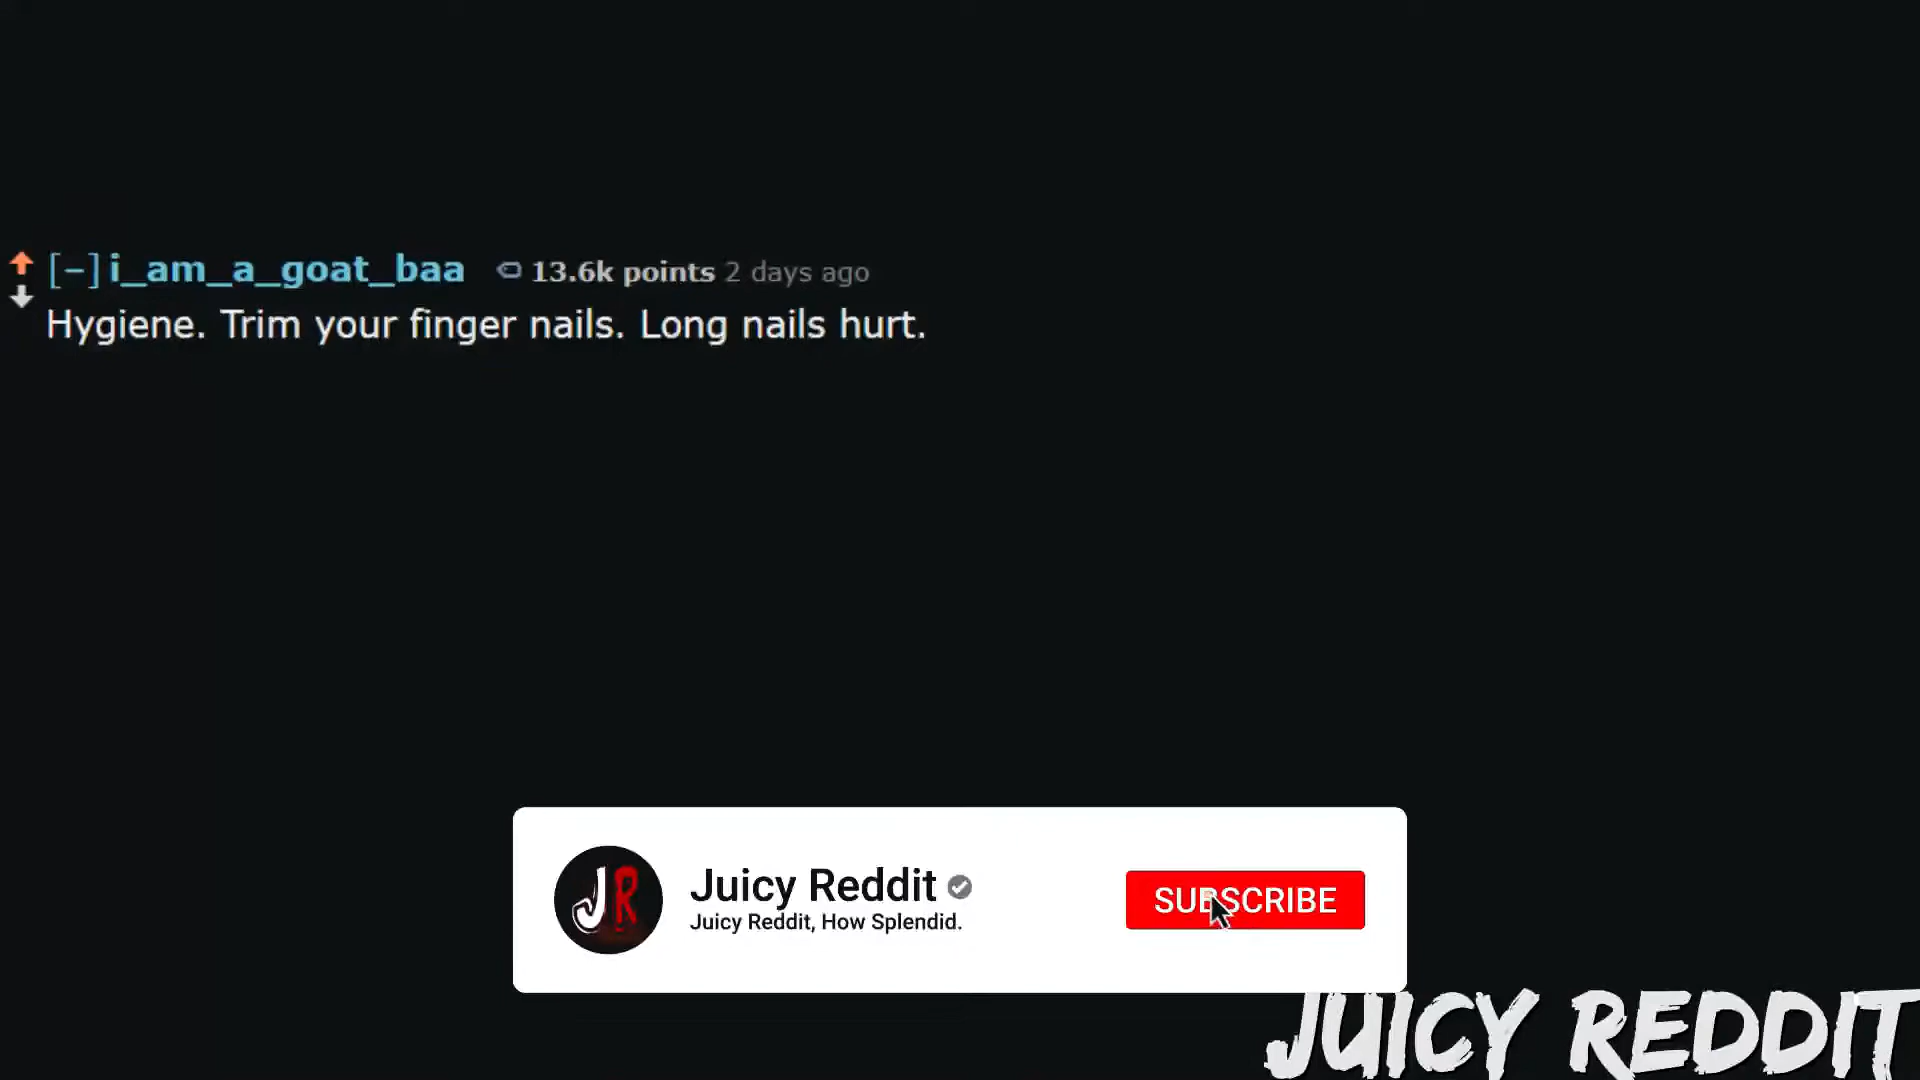 [–] i_am_a_goat_baa 13.6k points 2 days ago
Hygiene. Trim your finger nails. Long nails hurt.
JR
Juicy Reddit
Juicy Reddit, How Splendid.
SUBSCRIBE
JUICY REDDIT